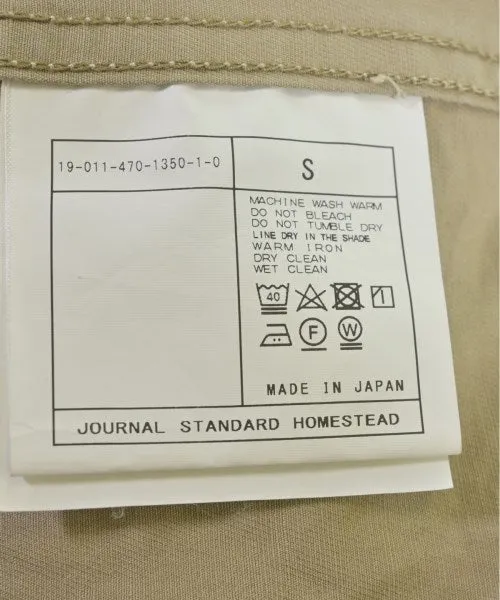 19-011-470-1350-1-0
S
MACHINE WASH WARM
DO NOT BLEACH
DO NOT TUMBLE DRY
LINE DRY IN THE SHADE
WARM IRON
DRY CLEAN
WET CLEAN
40
F W
MADE IN JAPAN
JOURNAL STANDARD HOMESTEAD